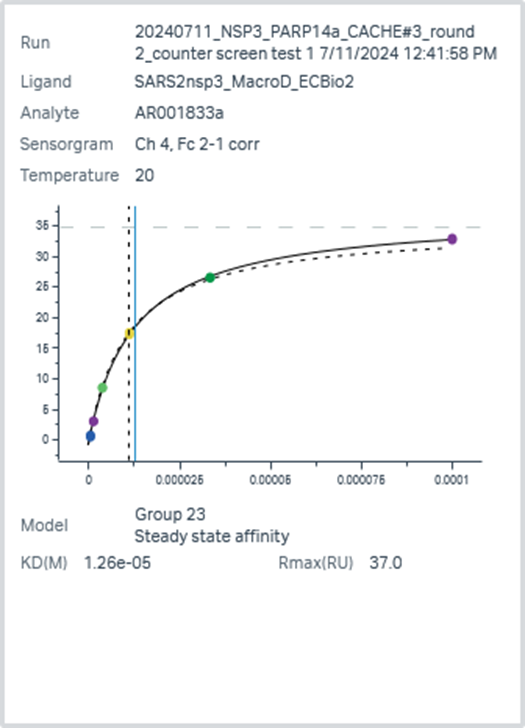 Run 20240711_NSP3_PARP14a_CACHE#3_round
2_counter screen test 1 7/11/2024 12:41:58 PM
Ligand SARS2nsp3_MacroD_ECBio2
Analyte AR001833a
Sensorgram Ch 4, Fc 2-1 corr
Temperature 20
35
30
25
20
15
10
5
0
0 0.000025 0.00005 0.000075 0.0001
Model Group 23
Steady state affinity
KD(M) 1.26e-05 Rmax(RU) 37.0